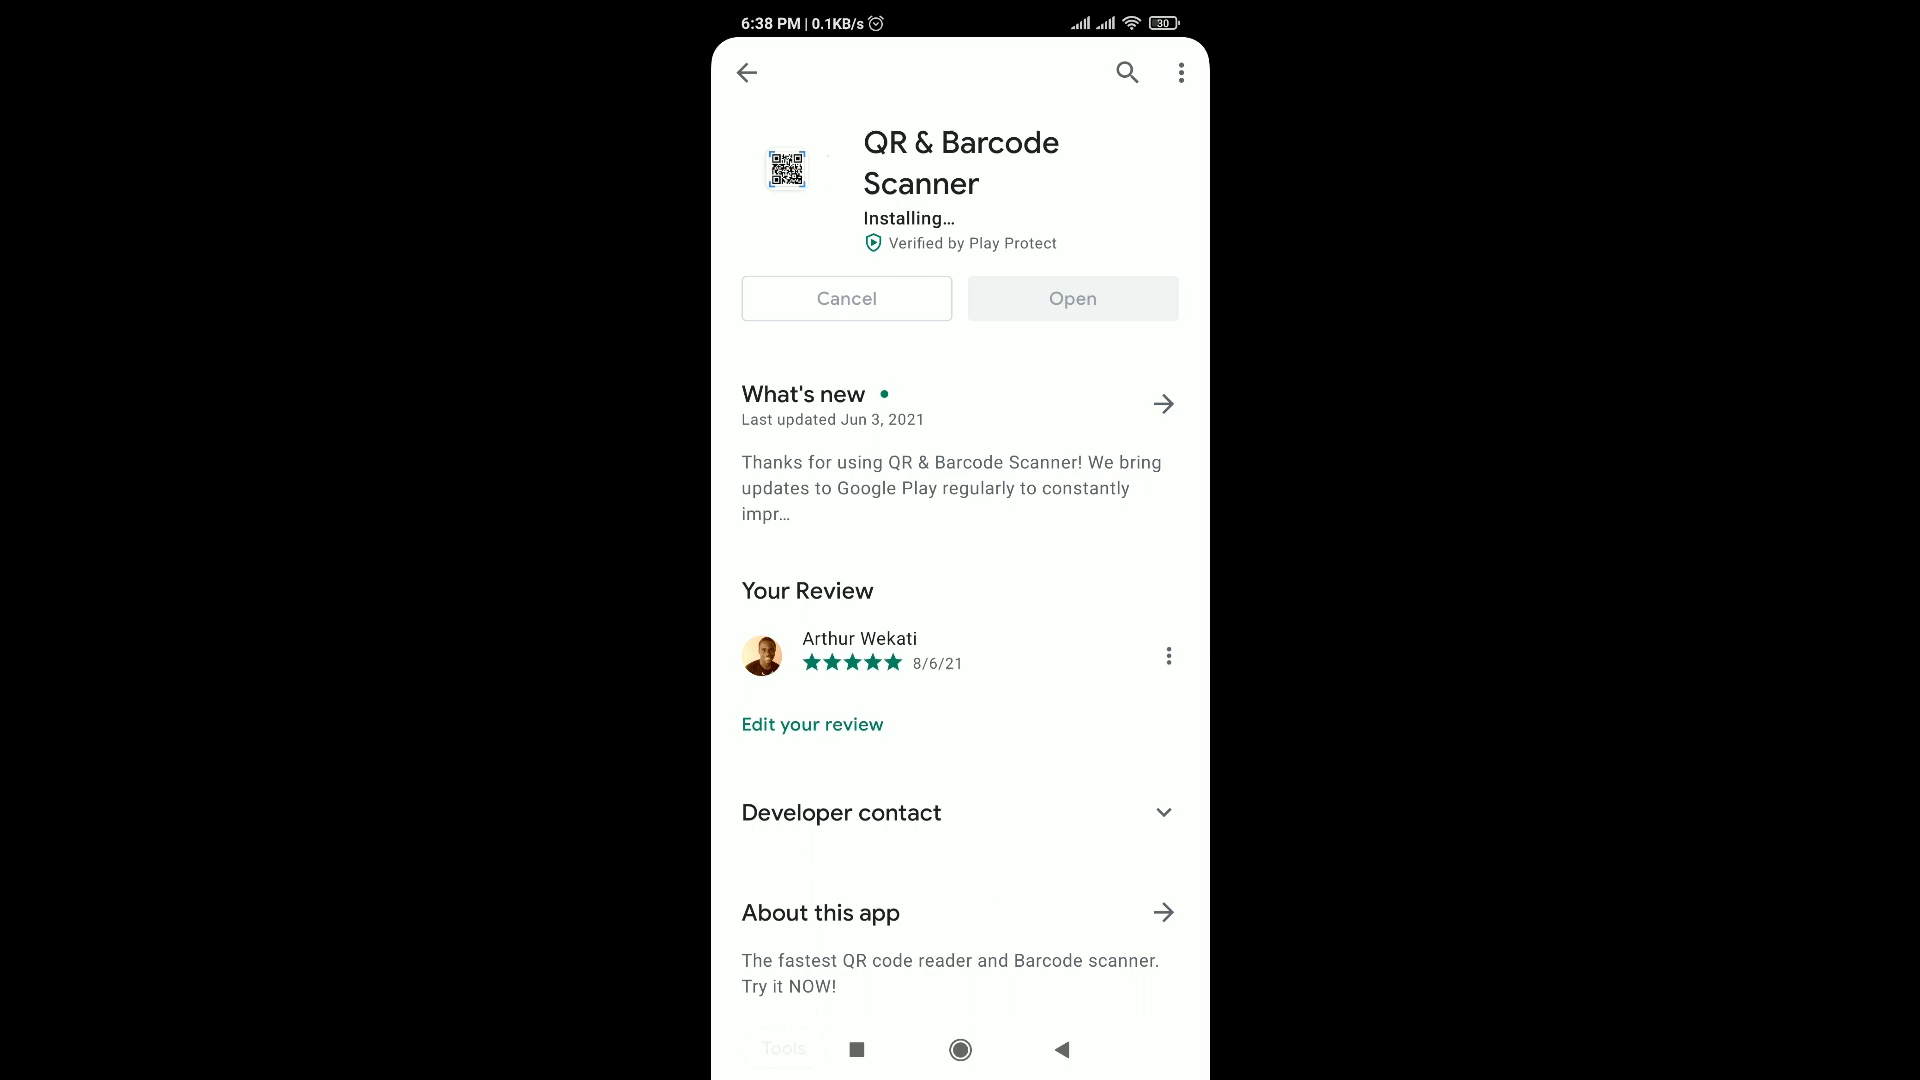 6:38 PM | 0.1KB/s
30
QR & Barcode
Scanner
Installing...
Verified by Play Protect
Cancel
Open
What's new
Last updated Jun 3, 2021
Thanks for using QR & Barcode Scanner! We bring
updates to Google Play regularly to constantly
impr...
Your Review
Arthur Wekati
8/6/21
Edit your review
Developer contact
About this app
The fastest QR code reader and Barcode scanner.
Try it NOW!
Tools